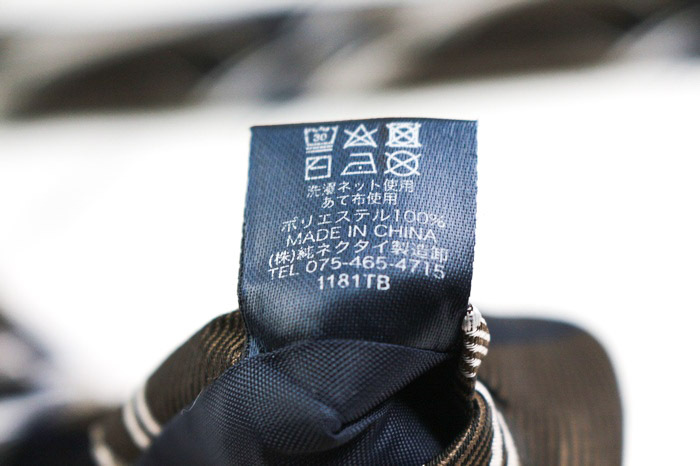 30
洗濯ネット使用
あて布使用
ポリエステル100%
MADE IN CHINA
(株)純ネクタイ製造卸
TEL 075-465-4715
1181TB